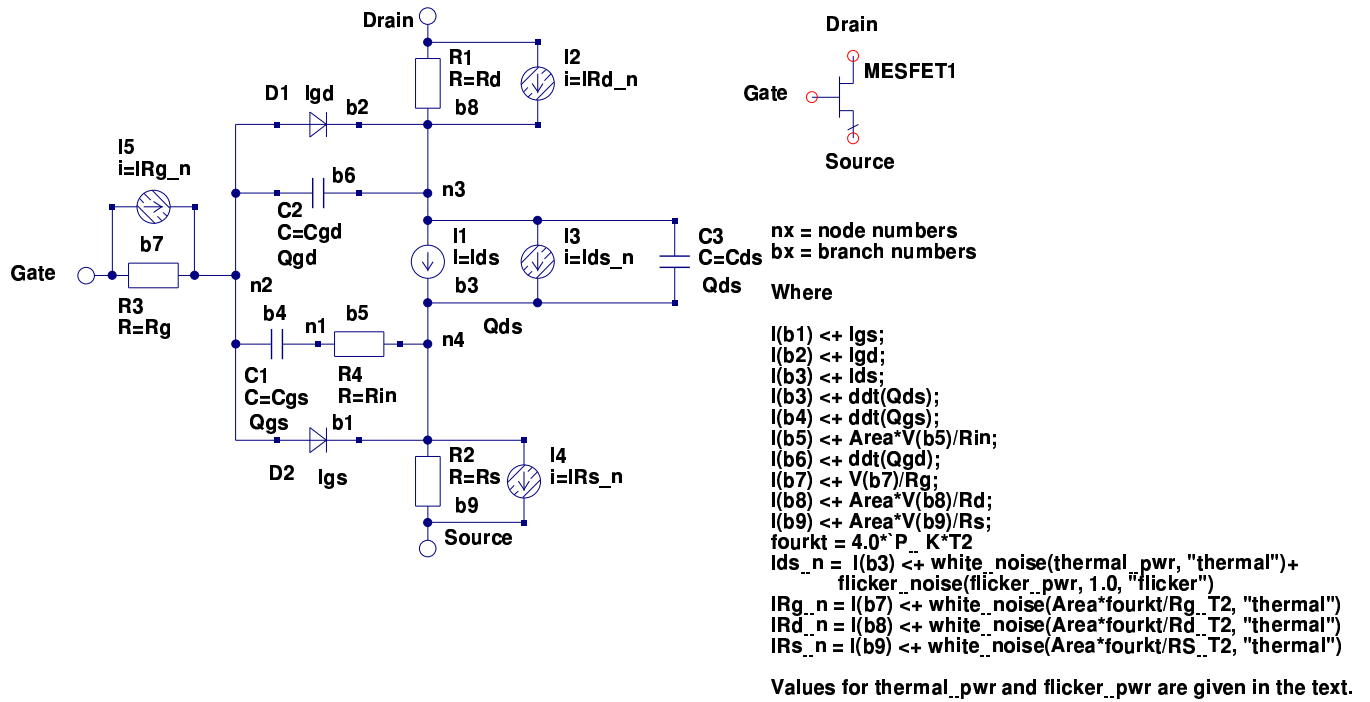 Drain
R1
R=Rd
b8
I2
i=IRd_n
D1
Igd
b2
I5
i=IRg_n
b7
b6
C2
C=Cgd
Qgd
n3
Gate
R3
R=Rg
n2
I1
I=Ids
b3
I3
i=Ids_n
C3
C=Cds
Qds
Qds
b4
n1
b5
n4
C1
C=Cgs
Qgs
R4
R=Rin
b1
D2
Igs
R2
R=Rs
b9
I4
i=IRs_n
Source
Drain
MESFET1
Gate
Source
nx = node numbers
bx = branch numbers
Where
I(b1) <+ Igs;
I(b2) <+ Igd;
I(b3) <+ Ids;
I(b3) <+ ddt(Qds);
I(b4) <+ ddt(Qgs);
I(b5) <+ Area*V(b5)/Rin;
I(b6) <+ ddt(Qgd);
I(b7) <+ V(b7)/Rg;
I(b8) <+ Area*V(b8)/Rd;
I(b9) <+ Area*V(b9)/Rs;
fourkt = 4.0*`P_ K*T2
Ids_n = I(b3) <+ white_noise(thermal_pwr, "thermal")+
flicker_noise(flicker_pwr, 1.0, "flicker")
IRg_n = I(b7) <+ white_noise(Area*fourkt/Rg_T2, "thermal")
IRd_n = I(b8) <+ white_noise(Area*fourkt/Rd_T2, "thermal")
IRs_n = I(b9) <+ white_noise(Area*fourkt/RS_T2, "thermal")
Values for thermal_pwr and flicker_pwr are given in the text.